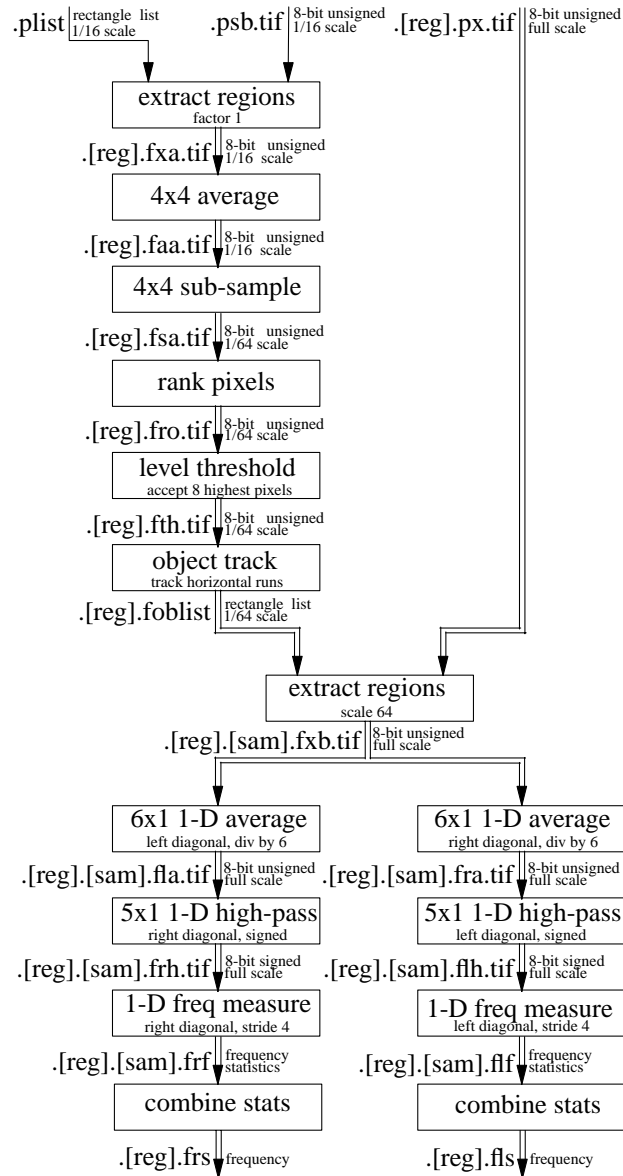 .plist
rectangle list
1/16 scale
.psb.tif
8-bit unsigned
1/16 scale
.[reg].px.tif
8-bit unsigned
full scale
extract regions
factor 1
.[reg].fxa.tif
8-bit unsigned
1/16 scale
4x4 average
.[reg].faa.tif
8-bit unsigned
1/16 scale
4x4 sub-sample
.[reg].fsa.tif
8-bit unsigned
1/64 scale
rank pixels
.[reg].fro.tif
8-bit unsigned
1/64 scale
level threshold
accept 8 highest pixels
.[reg].fth.tif
8-bit unsigned
1/64 scale
object track
track horizontal runs
.[reg].foblist
rectangle list
1/64 scale
extract regions
scale 64
.[reg].[sam].fxb.tif
8-bit unsigned
full scale
6x1 1-D average
left diagonal, div by 6
6x1 1-D average
right diagonal, div by 6
.[reg].[sam].fla.tif
8-bit unsigned
full scale
.[reg].[sam].fra.tif
8-bit unsigned
full scale
5x1 1-D high-pass
right diagonal, signed
5x1 1-D high-pass
left diagonal, signed
.[reg].[sam].frh.tif
8-bit signed
full scale
.[reg].[sam].flh.tif
8-bit signed
full scale
1-D freq measure
right diagonal, stride 4
1-D freq measure
left diagonal, stride 4
.[reg].[sam].frf
frequency
statistics
.[reg].[sam].flf
frequency
statistics
combine stats
combine stats
.[reg].frs
frequency
.[reg].fls
frequency